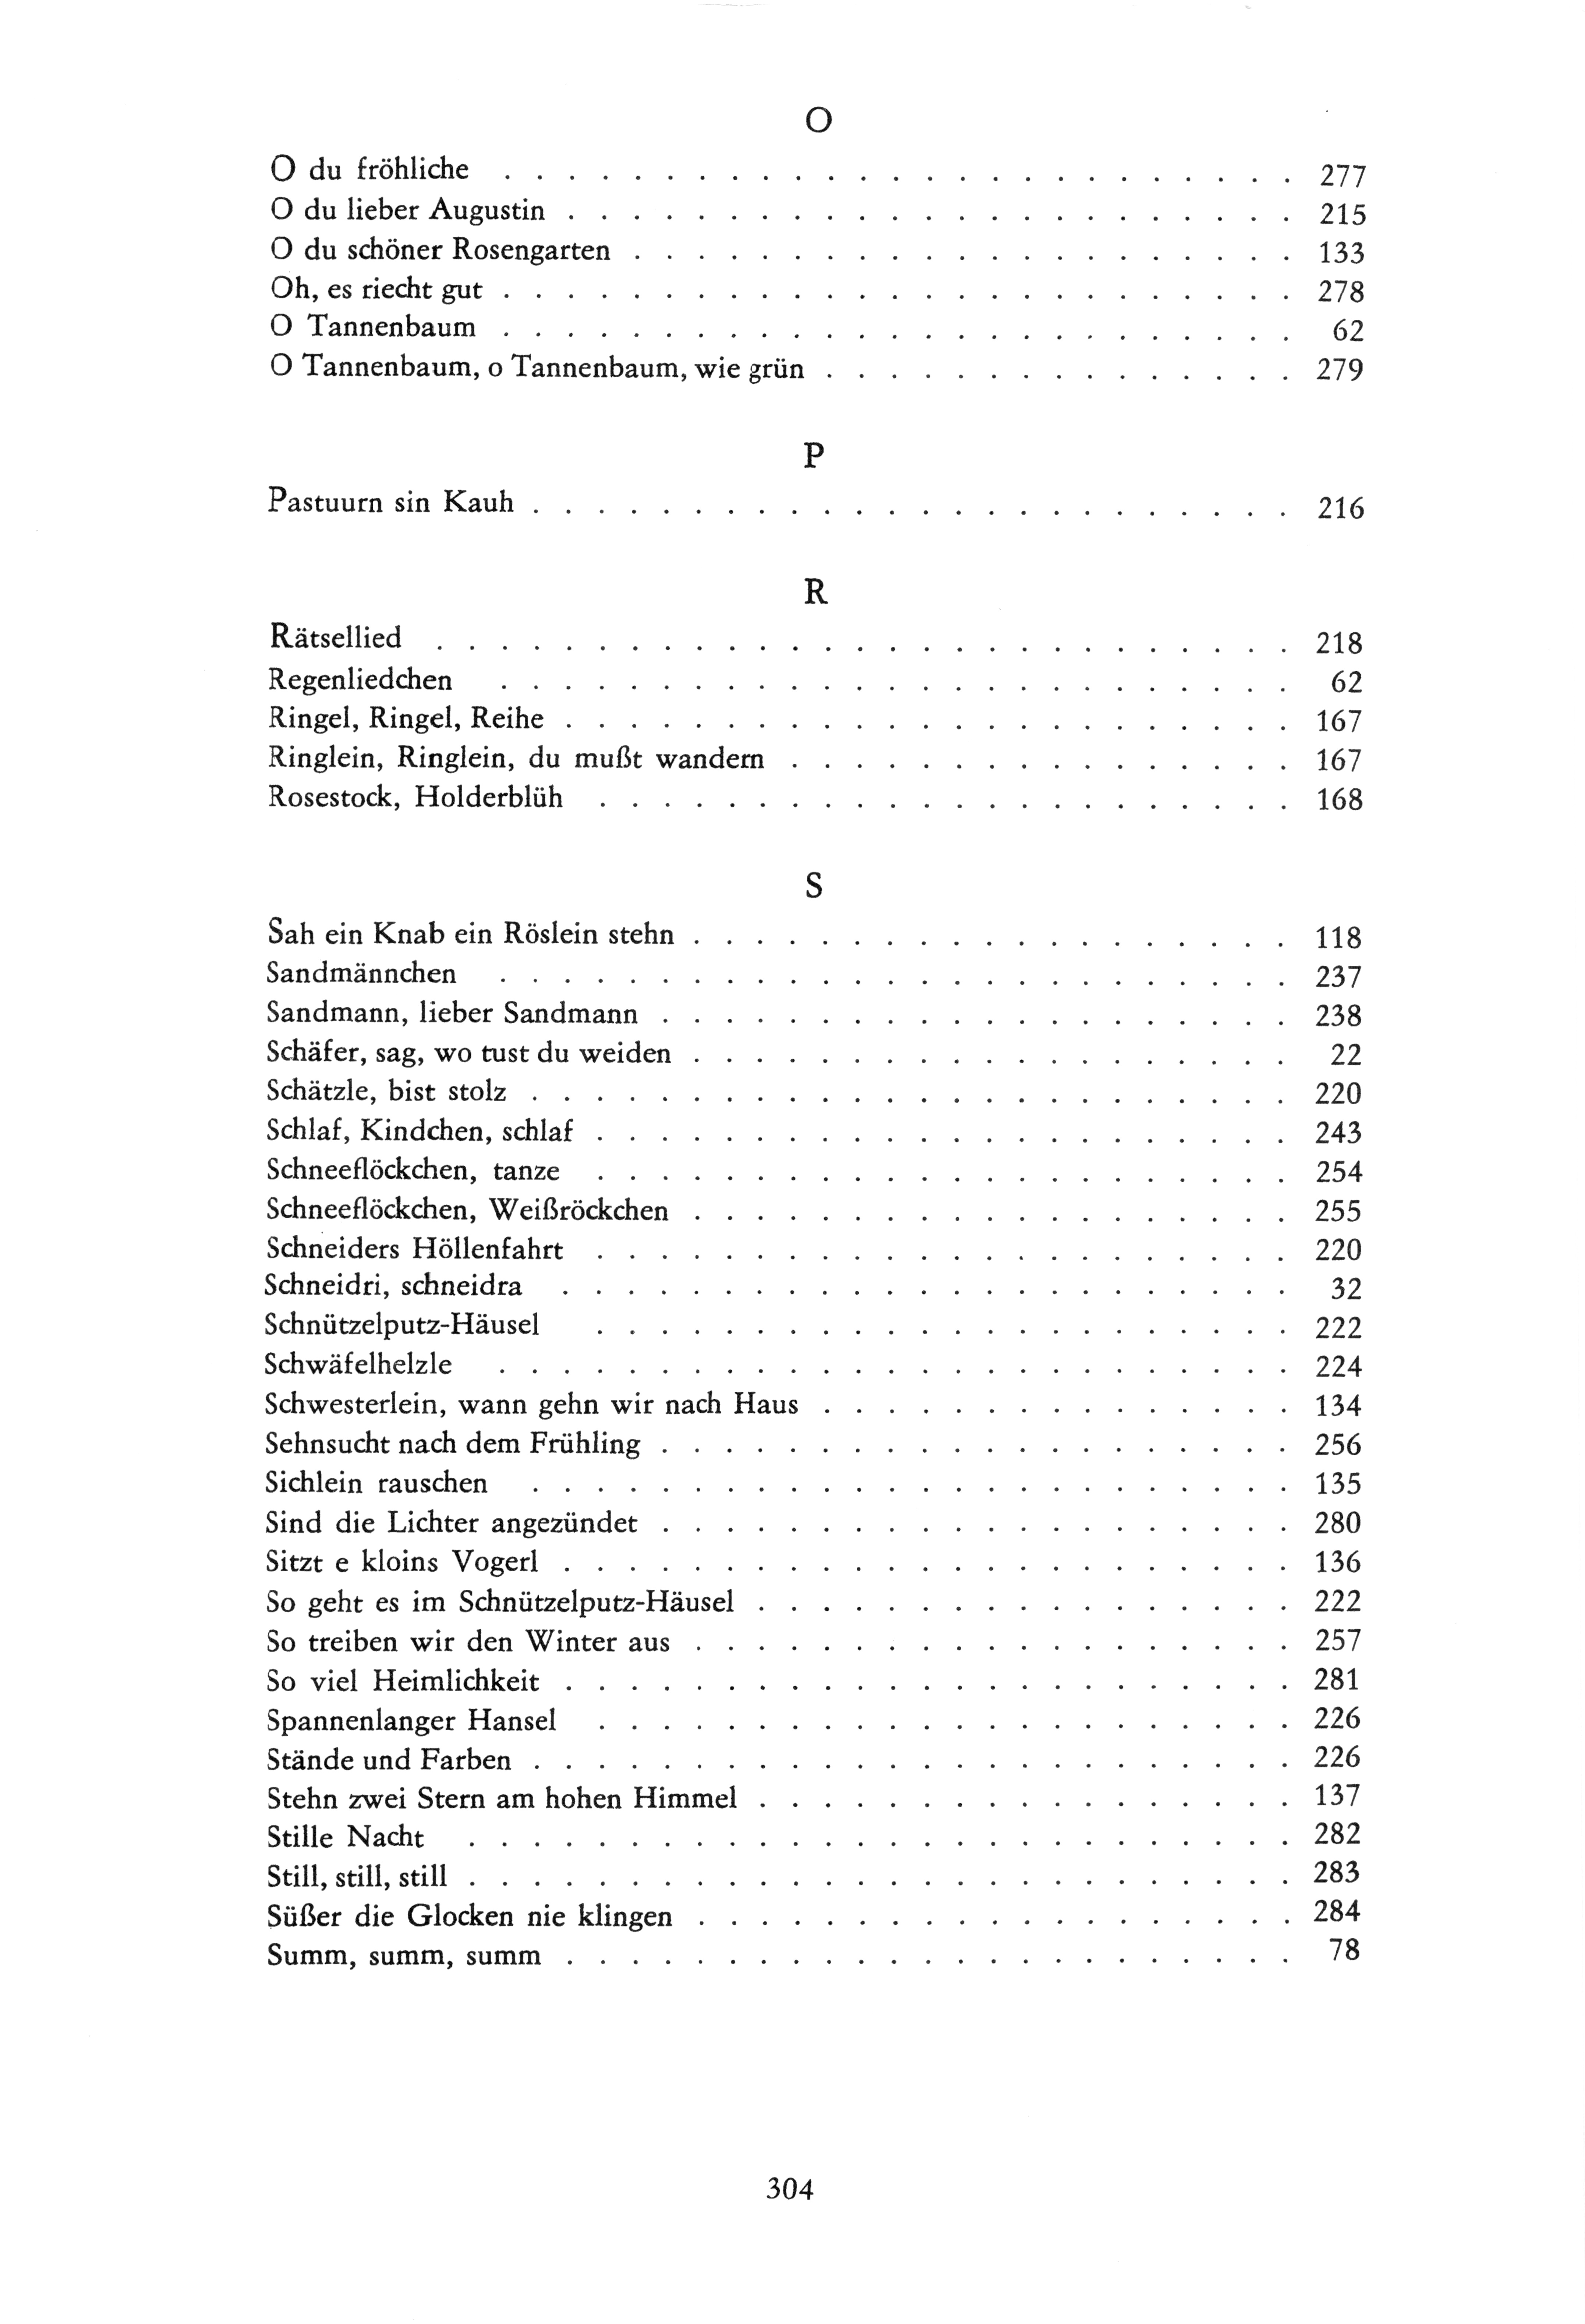 O
O du fröhliche . . . . . . . . . . . . . . . . . . . . . . . . . 277
O du lieber Augustin . . . . . . . . . . . . . . . . . . . . . . . 215
O du schöner Rosengarten . . . . . . . . . . . . . . . . . . . . . 133
Oh, es riecht gut . . . . . . . . . . . . . . . . . . . . . . . . . 278
O Tannenbaum . . . . . . . . . . . . . . . . . . . . . . . . . 62
O Tannenbaum, o Tannenbaum, wie grün . . . . . . . . . . . . . . . 279
P
Pastuurn sin Kauh . . . . . . . . . . . . . . . . . . . . . . . . 216
R
Rätsellied . . . . . . . . . . . . . . . . . . . . . . . . . . . 218
Regenliedchen . . . . . . . . . . . . . . . . . . . . . . . . . 62
Ringel, Ringel, Reihe . . . . . . . . . . . . . . . . . . . . . . . 167
Ringlein, Ringlein, du mußt wandern . . . . . . . . . . . . . . . . 167
Rosestock, Holderblüh . . . . . . . . . . . . . . . . . . . . . . 168
S
Sah ein Knab ein Röslein stehn . . . . . . . . . . . . . . . . . . . 118
Sandmännchen . . . . . . . . . . . . . . . . . . . . . . . . . 237
Sandmann, lieber Sandmann . . . . . . . . . . . . . . . . . . . . 238
Schäfer, sag, wo tust du weiden . . . . . . . . . . . . . . . . . . . 22
Schätzle, bist stolz . . . . . . . . . . . . . . . . . . . . . . . . 220
Schlaf, Kindchen, schlaf . . . . . . . . . . . . . . . . . . . . . . 243
Schneeflöckchen, tanze . . . . . . . . . . . . . . . . . . . . . . 254
Schneeflöckchen, Weißröckchen . . . . . . . . . . . . . . . . . . . 255
Schneiders Höllenfahrt . . . . . . . . . . . . . . . . . . . . . . 220
Schneidri, schneidra . . . . . . . . . . . . . . . . . . . . . . . 32
Schnützelputz-Häusel . . . . . . . . . . . . . . . . . . . . . . 222
Schwäfelhelzle . . . . . . . . . . . . . . . . . . . . . . . . . 224
Schwesterlein, wann gehn wir nach Haus . . . . . . . . . . . . . . . 134
Sehnsucht nach dem Frühling . . . . . . . . . . . . . . . . . . . . 256
Sichlein rauschen . . . . . . . . . . . . . . . . . . . . . . . . 135
Sind die Lichter angezündet . . . . . . . . . . . . . . . . . . . . 280
Sitzt e kloins Vogerl . . . . . . . . . . . . . . . . . . . . . . . 136
So geht es im Schnützelputz-Häusel . . . . . . . . . . . . . . . . . 222
So treiben wir den Winter aus . . . . . . . . . . . . . . . . . . . 257
So viel Heimlichkeit . . . . . . . . . . . . . . . . . . . . . . . 281
Spannenlanger Hansel . . . . . . . . . . . . . . . . . . . . . . 226
Stände und Farben . . . . . . . . . . . . . . . . . . . . . . . . 226
Stehn zwei Stern am hohen Himmel . . . . . . . . . . . . . . . . . 137
Stille Nacht . . . . . . . . . . . . . . . . . . . . . . . . . . 282
Still, still, still . . . . . . . . . . . . . . . . . . . . . . . . . . 283
Süßer die Glocken nie klingen . . . . . . . . . . . . . . . . . . . 284
Summ, summ, summ . . . . . . . . . . . . . . . . . . . . . . . 78
304